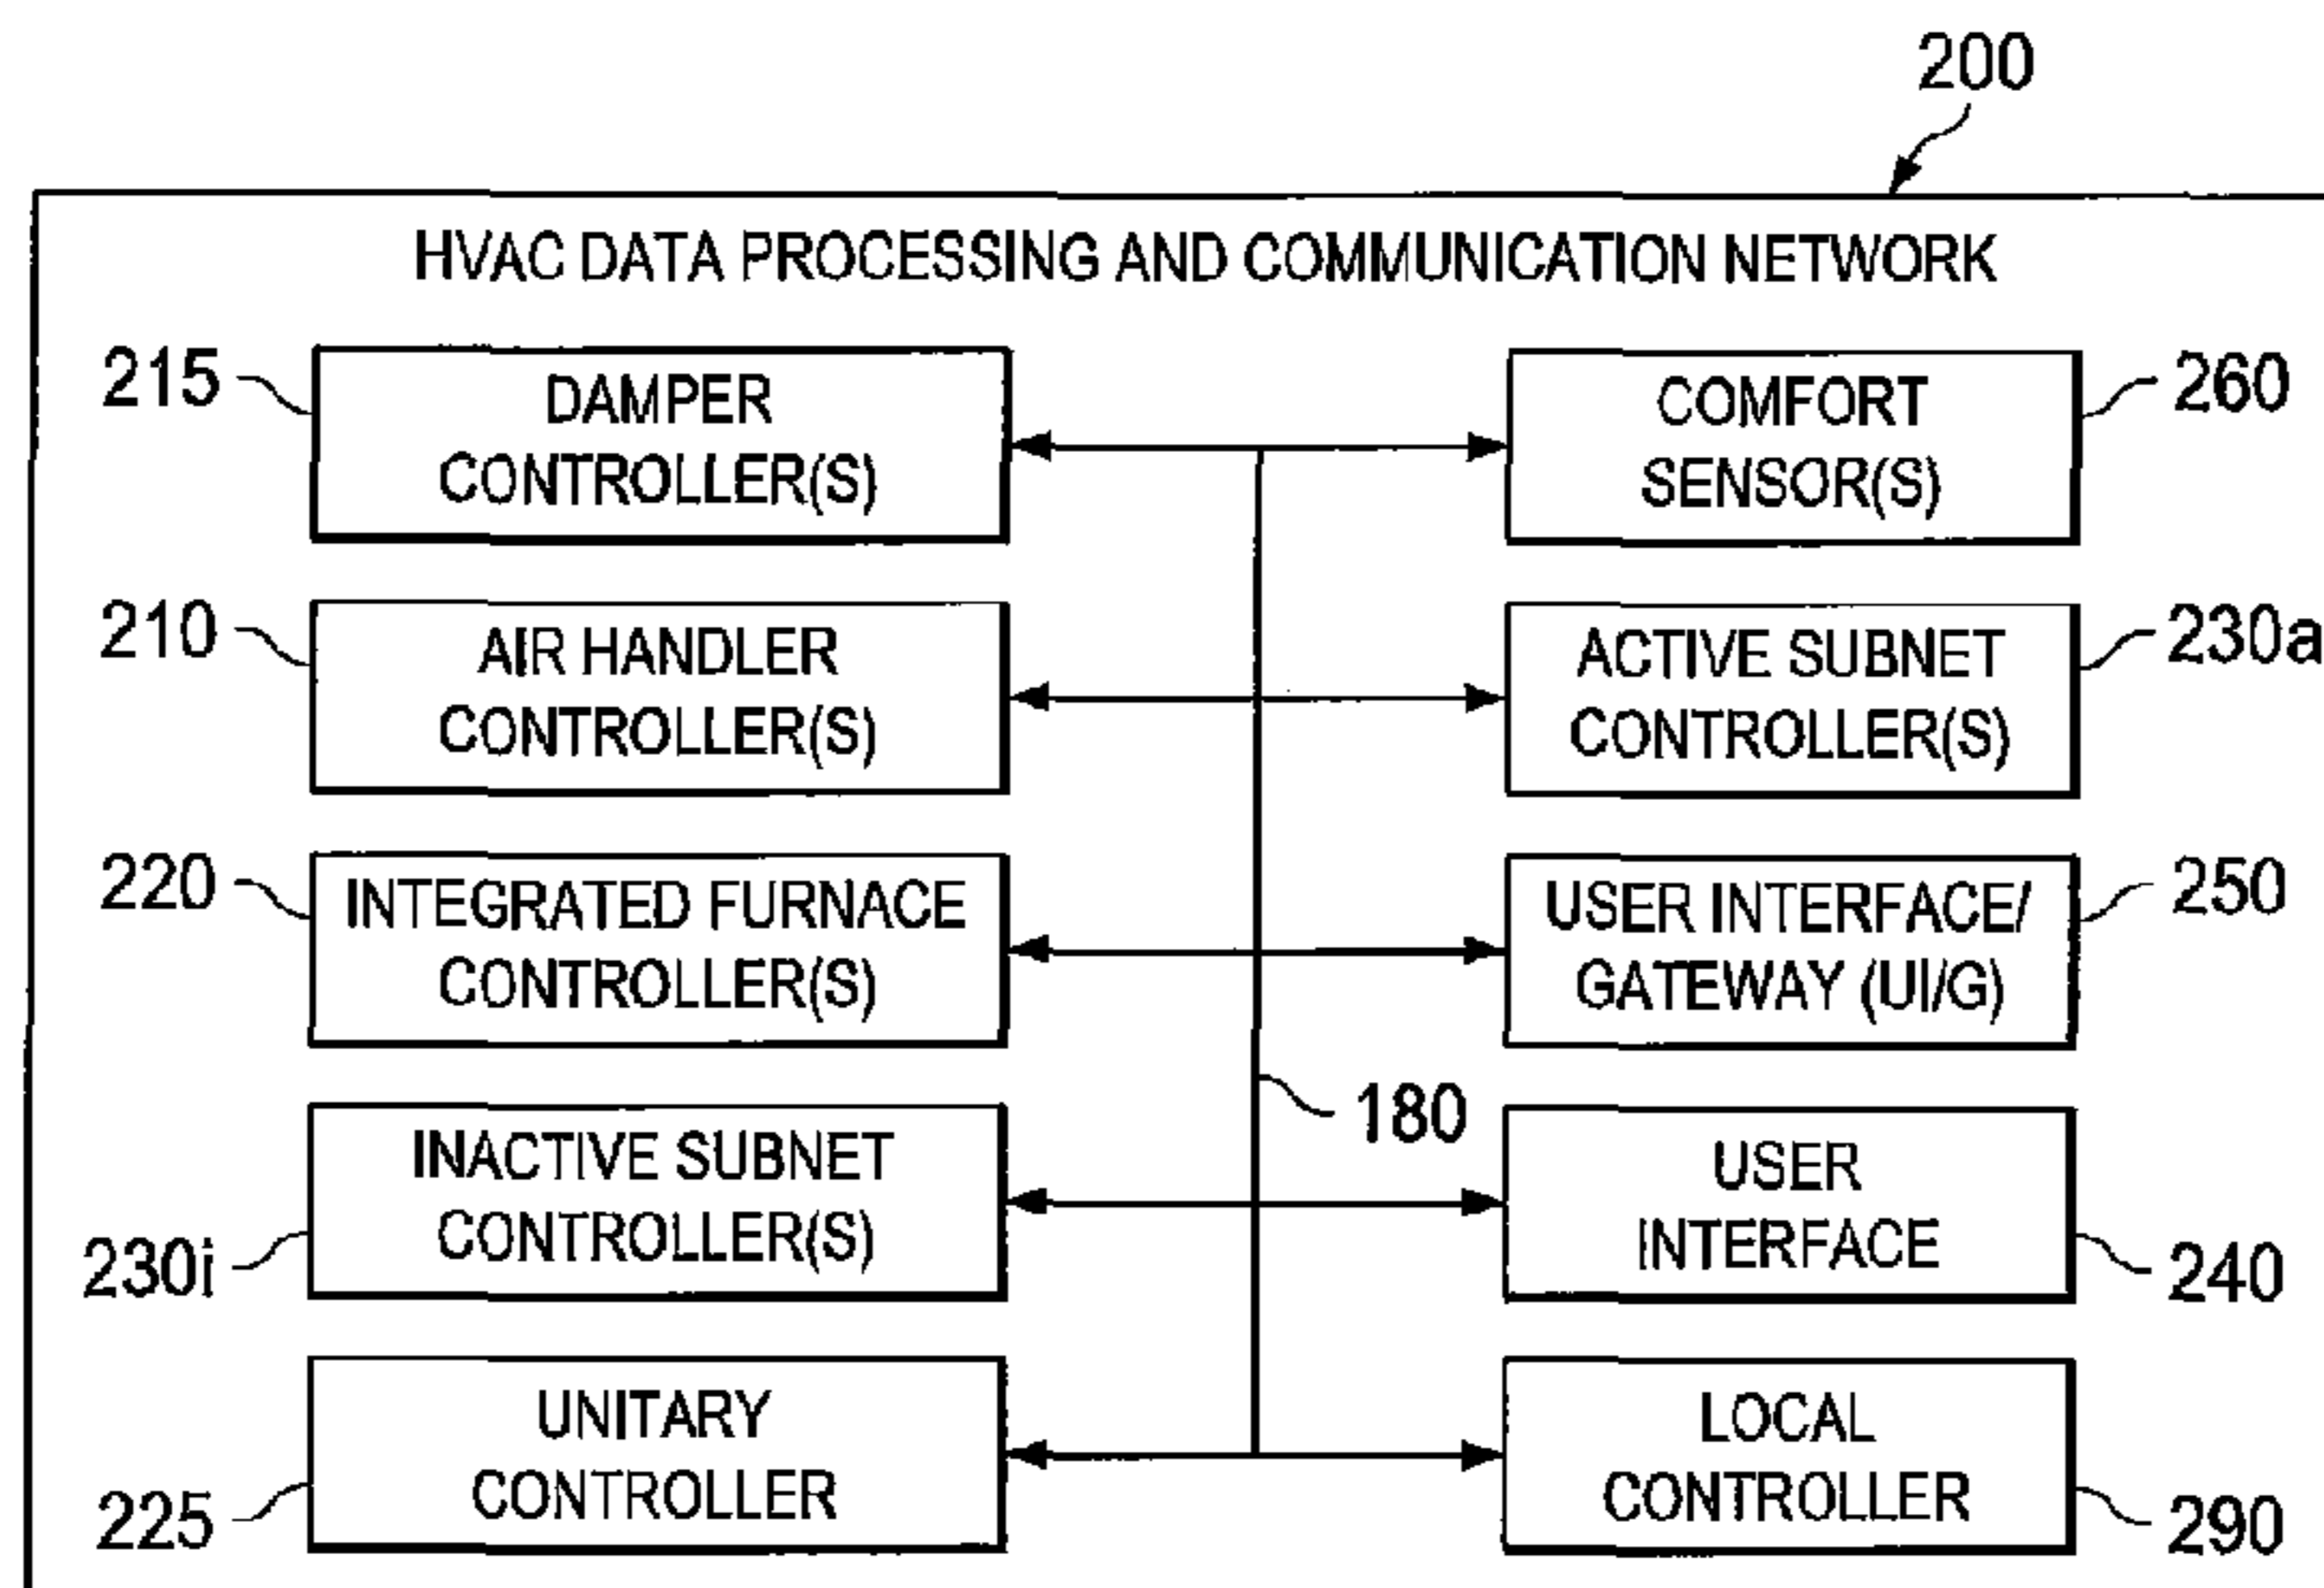 200
HVAC DATA PROCESSING AND COMMUNICATION NETWORK
215
DAMPER
CONTROLLER(S)
COMFORT
SENSOR(S)
260
210
AIR HANDLER
CONTROLLER(S)
ACTIVE SUBNET
CONTROLLER(S)
230a
220
INTEGRATED FURNACE
CONTROLLER(S)
USER INTERFACE/
GATEWAY (UI/G)
250
180
INACTIVE SUBNET
CONTROLLER(S)
230i
USER
INTERFACE
240
UNITARY
CONTROLLER
225
LOCAL
CONTROLLER
290